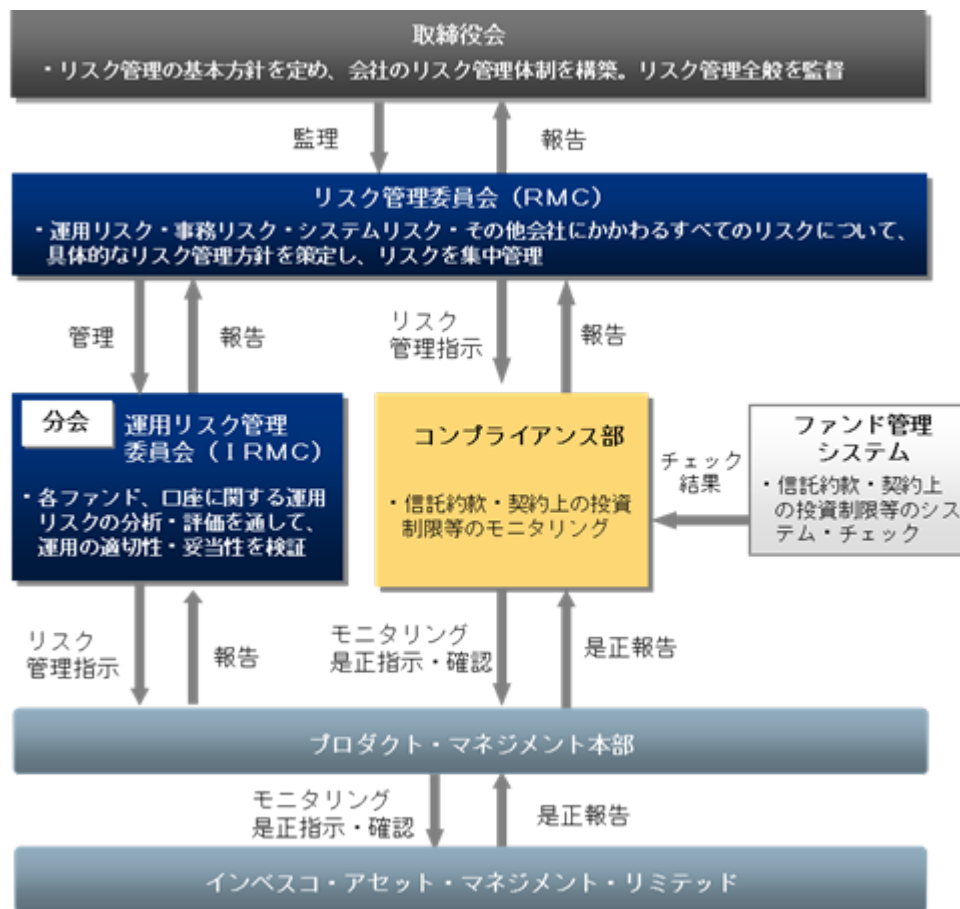 取締役会
・リスク管理の基本方針を定め、会社のリスク管理体制を構築。リスク管理全般を監督
監理
報告
リスク管理委員会（RMC）
・運用リスク・事務リスク・システムリスク・その他会社にかかわるすべてのリスクについて、
具体的なリスク管理方針を策定し、リスクを集中管理
管理
報告
リスク
管理指示
報告
分会
運用リスク管理
委員会（IRMC）
・各ファンド、口座に関する運用
リスクの分析・評価を通して、
運用の適切性・妥当性を検証
コンプライアンス部
・信託約款・契約上の投資
制限等のモニタリング
チェック
結果
ファンド管理
システム
・信託約款・契約上
の投資制限等のシス
テム・チェック
リスク
管理指示
報告
モニタリング
是正指示・確認
是正報告
プロダクト・マネジメント本部
モニタリング
是正指示・確認
是正報告
インベスコ・アセット・マネジメント・リミテッド